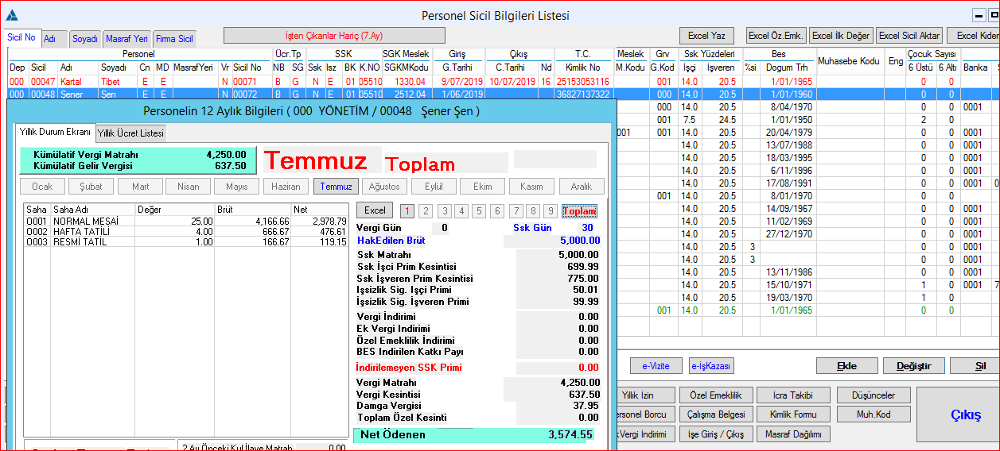 Personel Sicil Bilgileri Listesi
Sicil No Adı Soyadı Masraf Yeri Firma Sicil İşten Çıkanlar Hariç (7.Ay) Excel Yaz Excel Öz.Emk. Excel İlk Değer Excel Sicil Aktar Excel Kıder
Personel Ücr.Tp SSK SGK Meslek Giriş Çıkış T.C. Meslek Grv Ssk Yüzdeleri Bes Muhasebe Kodu Eng Çocuk Sayısı
Dep Sicil Adı Soyadı Cn MD MasrafYeri Vr Sicil No NB SG Ssk Isz BK K.NO SGKMKodu G.Tarihi C.Tarihi Nd Kimlik No M.Kodu G.Kod İşçi İşveren %si Dogum Trh 6 Üstü 6 Altı Banka
000 00047 Kartal Tibet E E N 00071 B G N E 01 05510 1330.04 9/07/2019 10/07/2019 16 25153053116 001 14.0 20.5 1/01/1965 0 0
000 00048 Şener Şen E E N 00072 B G N E 01 05510 2512.04 1/06/2019 36827137322 000 14.0 20.5 1/01/1960 0 0
000 14.0 20.5 8/04/1970 0 0 0001
001 7.5 24.5 1/01/1950 2 0
001 001 14.0 20.5 20/04/1979 0 0 0001
14.0 20.5 13/07/1988 0 0 0001
14.0 20.5 18/03/1995 0 0 0001
14.0 20.5 6/11/1996 0 0 0001
14.0 20.5 17/08/1991 0 0 0001 0
001 14.0 20.5 8/01/1970 0 0
14.0 20.5 14/09/1967 0 0 0001
14.0 20.5 11/02/1969 0 0 0001
14.0 20.5 27/12/1970 0 0 0001
14.0 20.5 3 0 0 0001
14.0 20.5 3 0 0 0001
14.0 20.5 13/11/1986 0 0 0001
14.0 20.5 15/10/1971 1 0 0001 7
14.0 20.5 19/03/1970 1 0
001 14.0 20.5 1/01/1965 0 0
Personelin 12 Aylık Bilgileri ( 000 YÖNETİM / 00048 Şener Şen )
Yıllık Durum Ekranı Yıllık Ücret Listesi
Kümülatif Vergi Matrahı 4,250.00
Kümülatif Gelir Vergisi 637.50
Temmuz Toplam
Ocak Şubat Mart Nisan Mayıs Haziran Temmuz Ağustos Eylül Ekim Kasım Aralık
Saha Saha Adı Değer Brüt Net
0001 NORMAL MESAİ 25.00 4,166.66 2,978.79
0002 HAFTA TATİLİ 4.00 666.67 476.61
0003 RESMİ TATİL 1.00 166.67 119.15
Excel 1 2 3 4 5 6 7 8 9 Toplam
Vergi Gün 0 Ssk Gün 30
HakEdilen Brüt 5,000.00
Ssk Matrahı 5,000.00
Ssk İşçi Prim Kesintisi 699.99
Ssk İşveren Prim Kesintisi 775.00
İşsizlik Sig. İşçi Primi 50.01
İşsizlik Sig. İşveren Primi 99.99
Vergi İndirimi 0.00
Ek Vergi Indirimi 0.00
Özel Emeklilik İndirimi 0.00
BES Indirilen Katkı Payı 0.00
İndirilemeyen SSK Primi 0.00
Vergi Matrahı 4,250.00
Vergi Kesintisi 637.50
Damga Vergisi 37.95
Toplam Özel Kesinti 0.00
Net Ödenen 3,574.55
2 Ay Önceki Kul.İlave Matrah 0.00
e-Vizite e-İşKazası Ekle Değiştir Sil
Yıllık İzin Özel Emeklilik İcra Takibi Düşünceler
ersonel Borcu Çalışma Belgesi Kimlik Formu Muh.Kod
kVergi İndirimi İşe Giriş / Çıkış Masraf Dağılımı
Çıkış